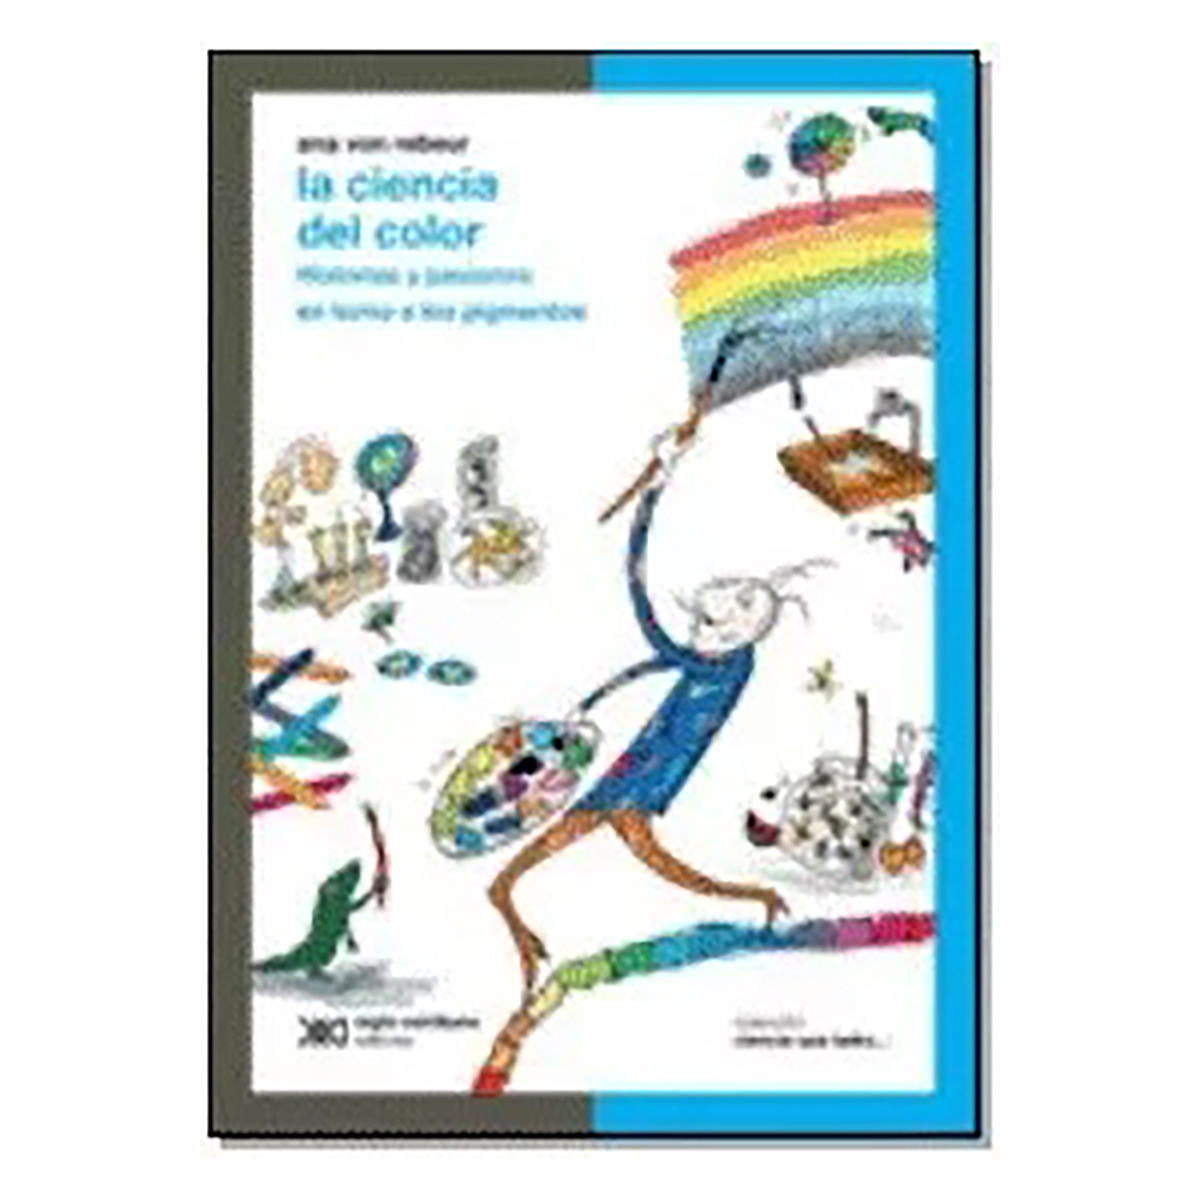 ana von rebeur
la ciencia
del color
Historias y pasiones
en torno a los pigmentos
siglo veintiuno
editores
colección
ciencia que ladra...